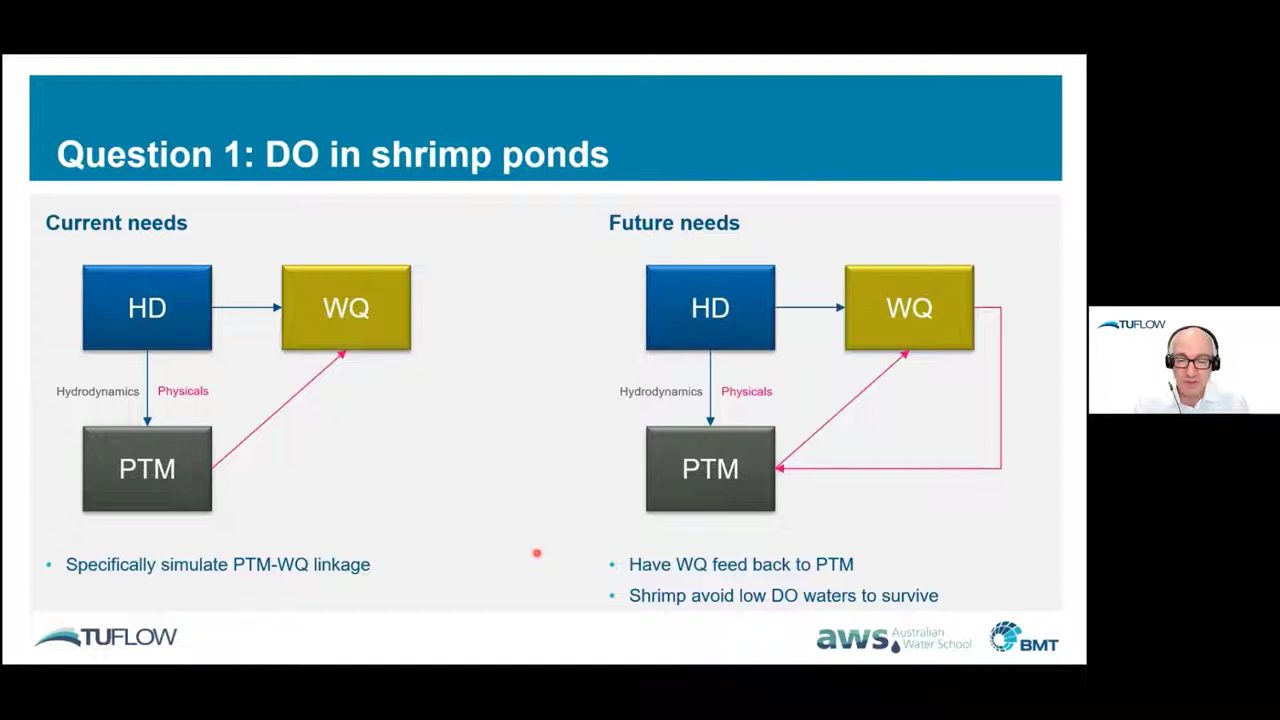 Question 1: DO in shrimp ponds
Current needs
HD
WQ
Hydrodynamics
Physicals
PTM
• Specifically simulate PTM-WQ linkage
Future needs
HD
WQ
Hydrodynamics
Physicals
PTM
• Have WQ feed back to PTM
• Shrimp avoid low DO waters to survive
TUFLOW
aws Australian
Water School
BMT
TUFLOW